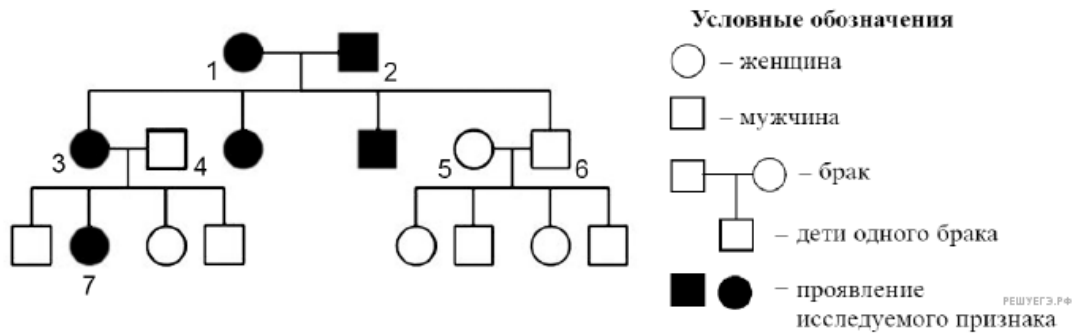 Условные обозначения
– женщина
– мужчина
– брак
– дети одного брака
– проявление
исследуемого признака
РЕШУЕГЭ.РФ
1
2
3
4
5
6
7